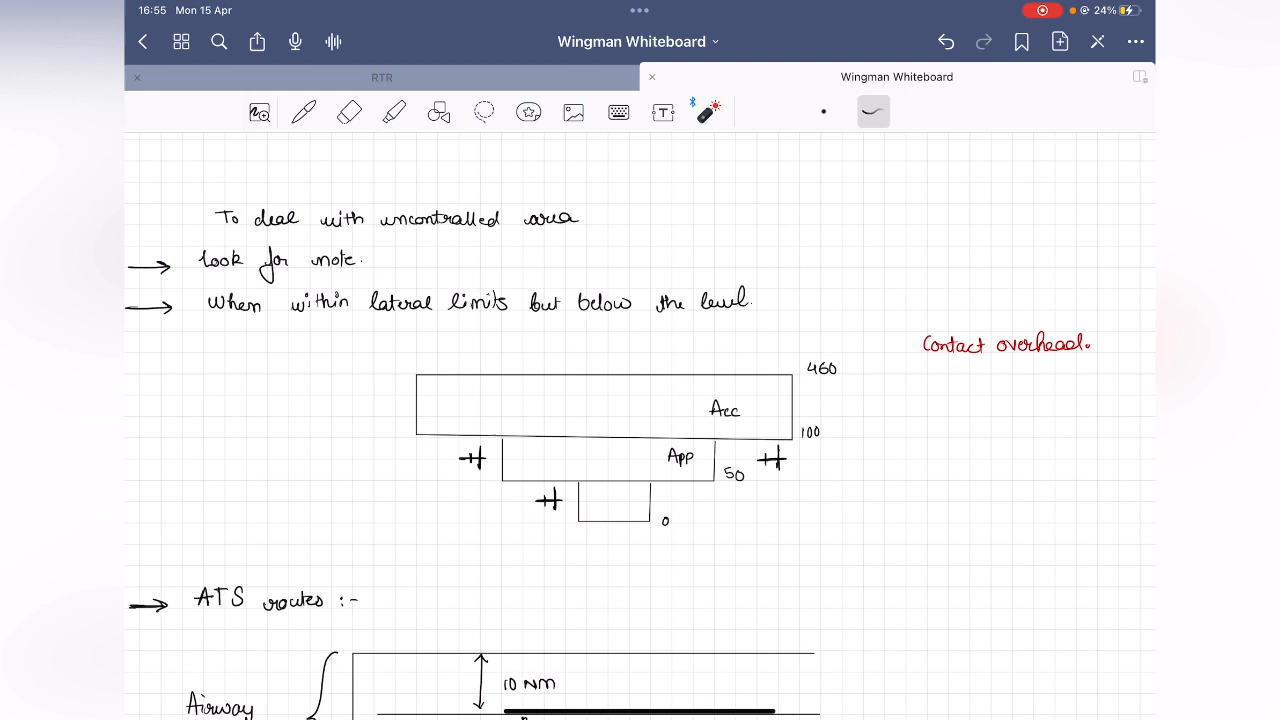 16:55 Mon 15 Apr
24%
Wingman Whiteboard
RTR
Wingman Whiteboard
To deal with uncontrolled area
look for note.
When within lateral limits but below the level.
Contact overhead.
460
Acc
100
App
50
0
ATS routes :-
10 NM
Airway